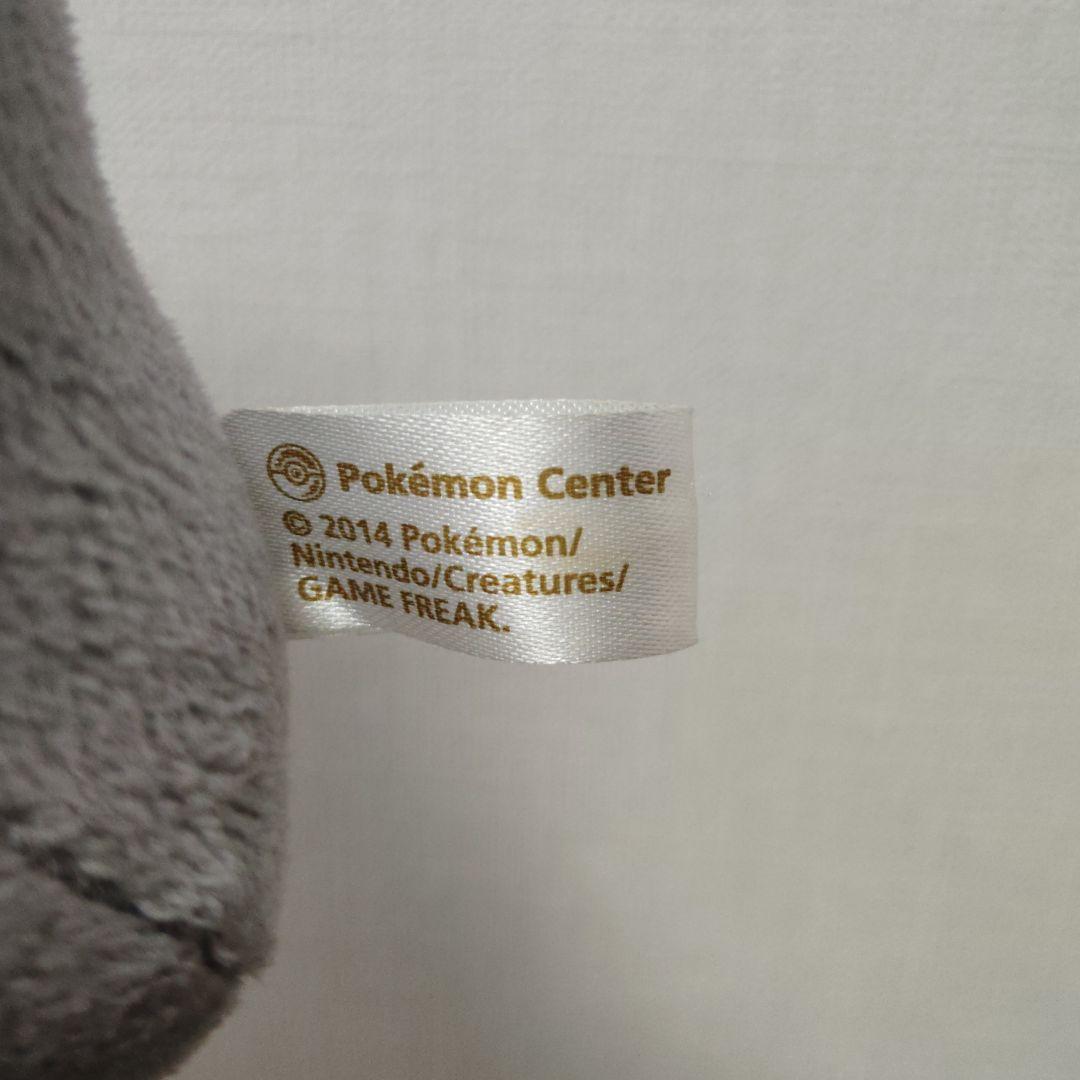 Pokémon Center
© 2014 Pokémon/
Nintendo/Creatures/
GAME FREAK.